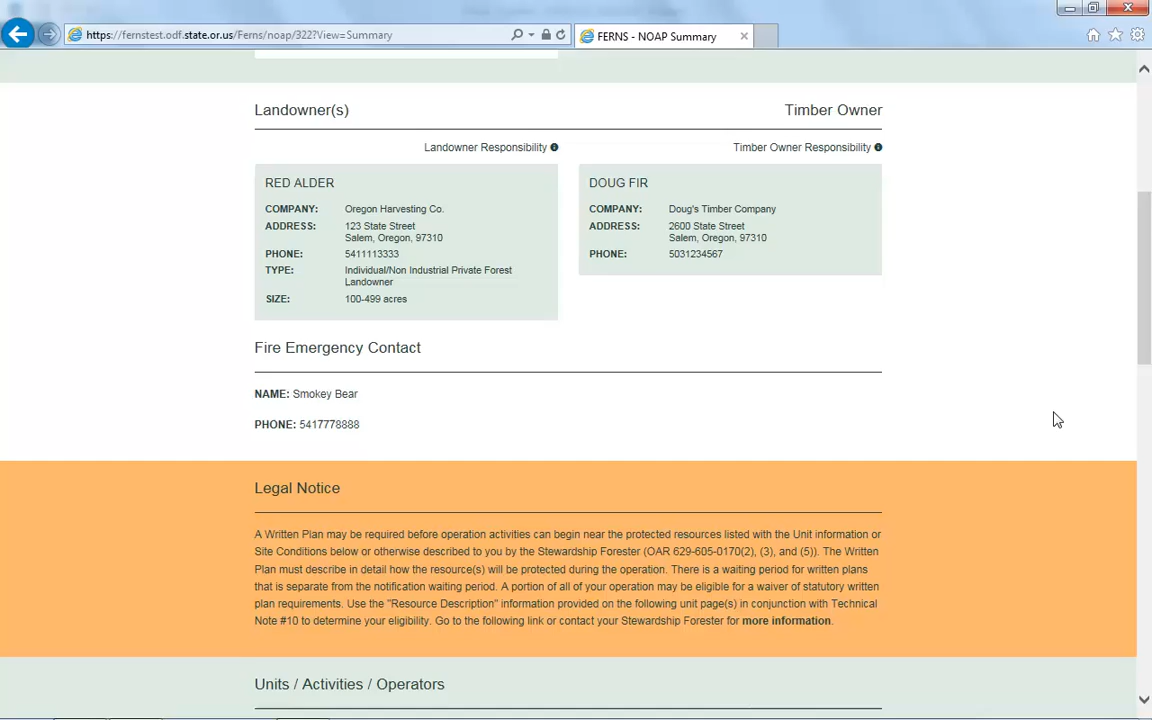 https://fernstest.odf.state.or.us/Ferns/noap/322?View=Summary
FERNS - NOAP Summary
Landowner(s)
Timber Owner
Landowner Responsibility
Timber Owner Responsibility
RED ALDER
COMPANY: Oregon Harvesting Co.
ADDRESS: 123 State Street
Salem, Oregon, 97310
PHONE: 5411113333
TYPE: Individual/Non Industrial Private Forest
Landowner
SIZE: 100-499 acres
DOUG FIR
COMPANY: Doug's Timber Company
ADDRESS: 2600 State Street
Salem, Oregon, 97310
PHONE: 5031234567
Fire Emergency Contact
NAME: Smokey Bear
PHONE: 5417778888
Legal Notice
A Written Plan may be required before operation activities can begin near the protected resources listed with the Unit information or
Site Conditions below or otherwise described to you by the Stewardship Forester (OAR 629-605-0170(2), (3), and (5)). The Written
Plan must describe in detail how the resource(s) will be protected during the operation. There is a waiting period for written plans
that is separate from the notification waiting period. A portion of all of your operation may be eligible for a waiver of statutory written
plan requirements. Use the "Resource Description" information provided on the following unit page(s) in conjunction with Technical
Note #10 to determine your eligibility. Go to the following link or contact your Stewardship Forester for more information.
Units / Activities / Operators